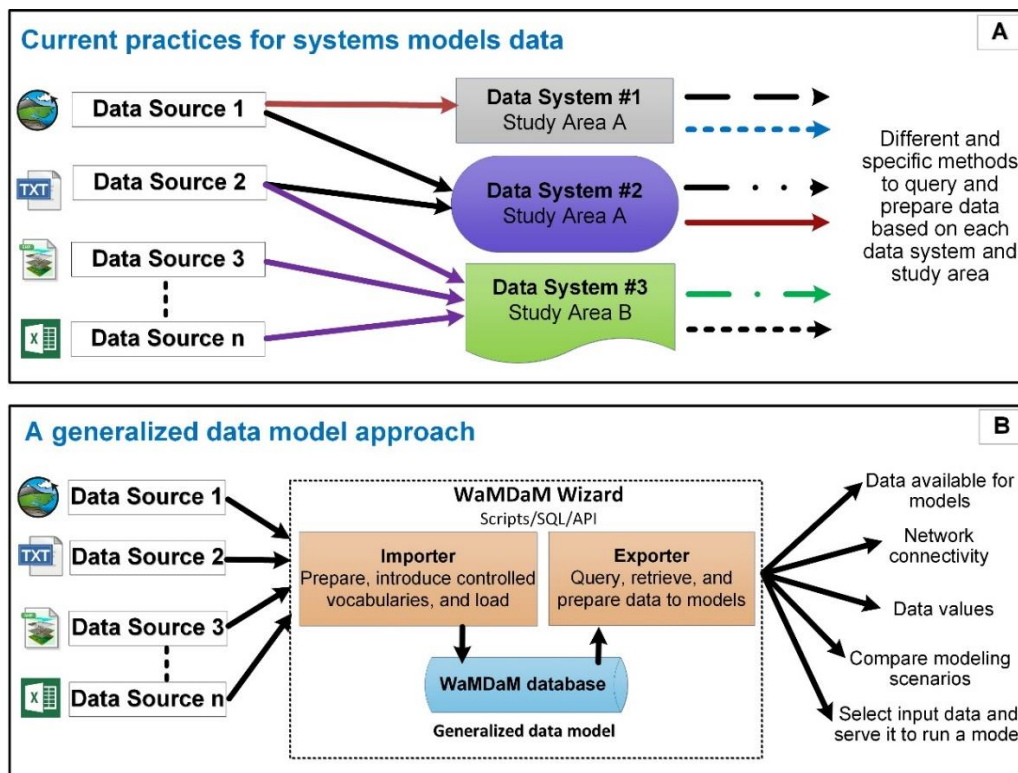 A
Current practices for systems models data
Data Source 1
TXT
Data Source 2
Data Source 3
X
Data Source n
Data System #1
Study Area A
Data System #2
Study Area A
Data System #3
Study Area B
Different and
specific methods
to query and
prepare data
based on each
data system and
study area
B
A generalized data model approach
Data Source 1
TXT
Data Source 2
Data Source 3
X
Data Source n
WaMDaM Wizard
Scripts/SQL/API
Importer
Prepare, introduce controlled
vocabularies, and load
Exporter
Query, retrieve, and
prepare data to models
WaMDaM database
Generalized data model
Data available for
models
Network
connectivity
Data values
Compare modeling
scenarios
Select input data and
serve it to run a mode